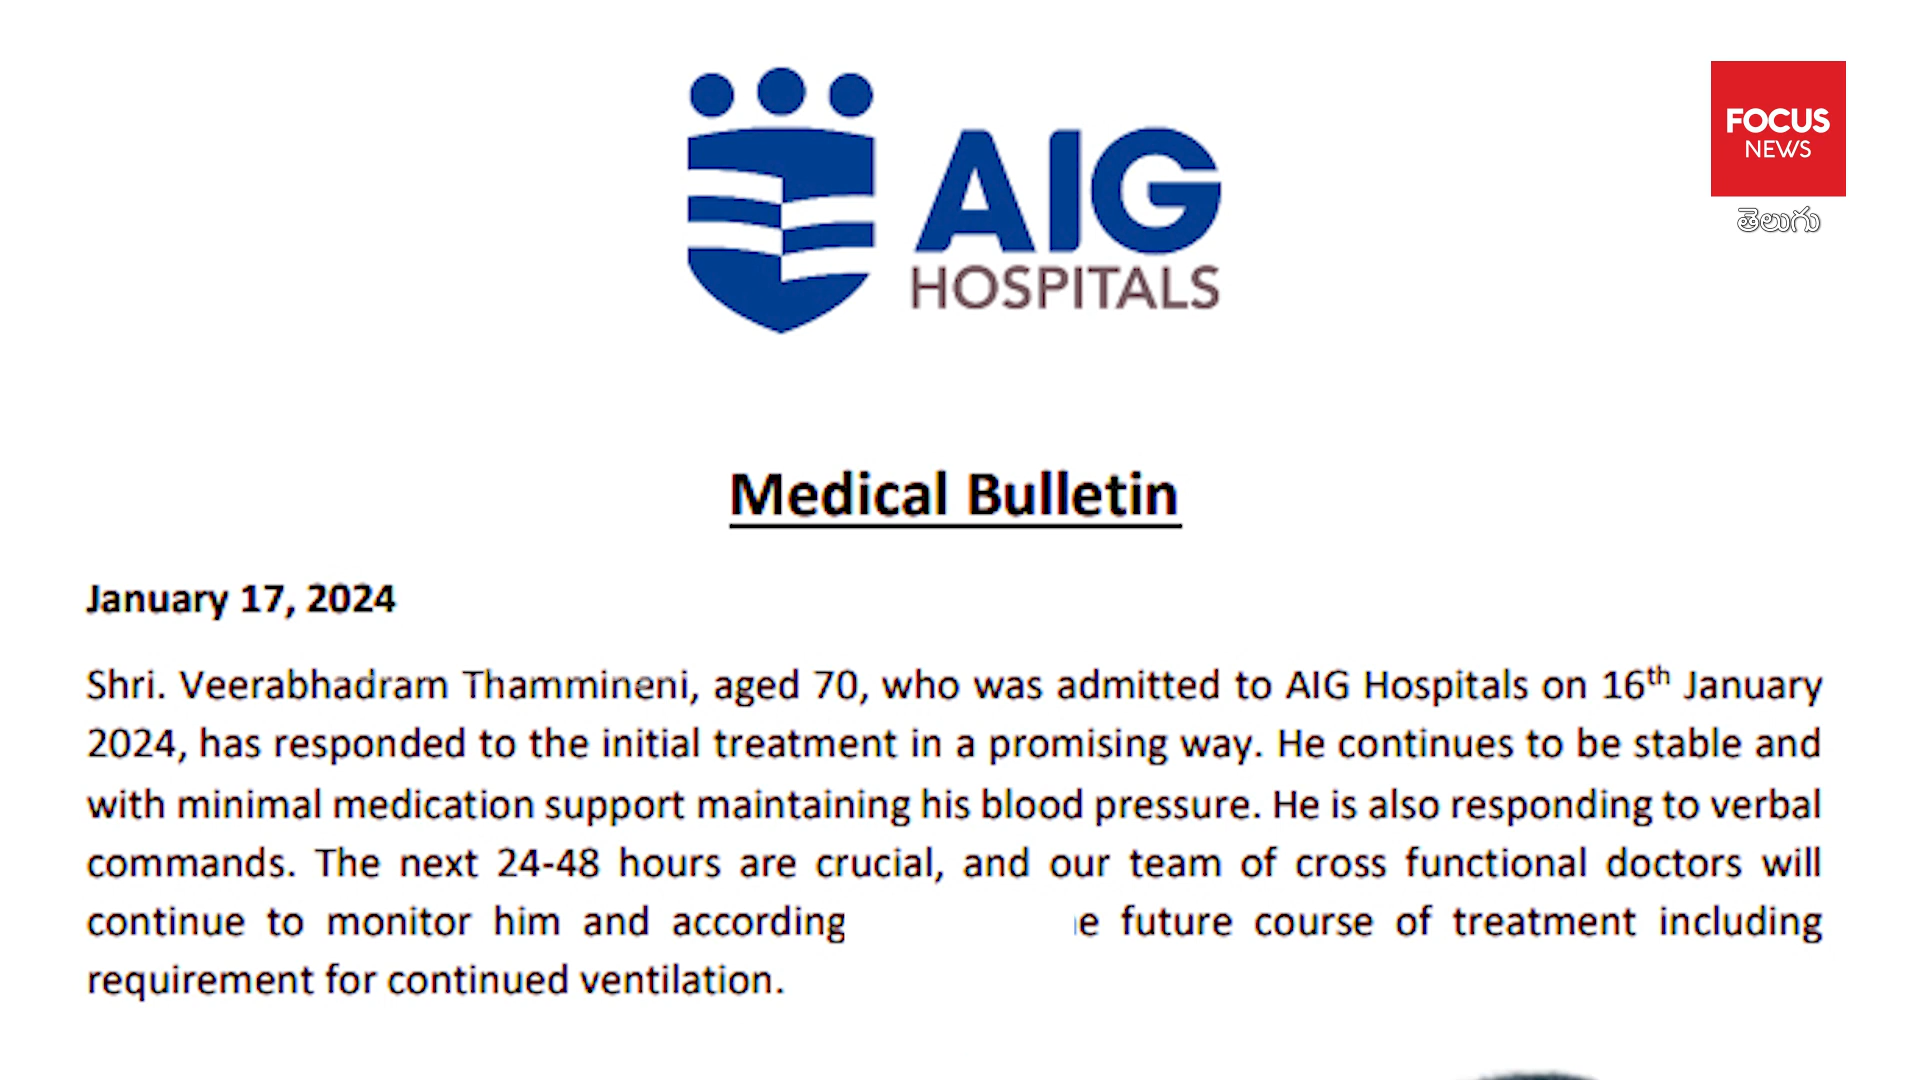 AIG
HOSPITALS
FOCUS
NEWS
తెలుగు
Medical Bulletin
January 17, 2024
Shri. Veerabhadram Thammineni, aged 70, who was admitted to AIG Hospitals on 16th January
2024, has responded to the initial treatment in a promising way. He continues to be stable and
with minimal medication support maintaining his blood pressure. He is also responding to verbal
commands. The next 24-48 hours are crucial, and our team of cross functional doctors will
continue to monitor him and according future course of treatment including
requirement for continued ventilation.